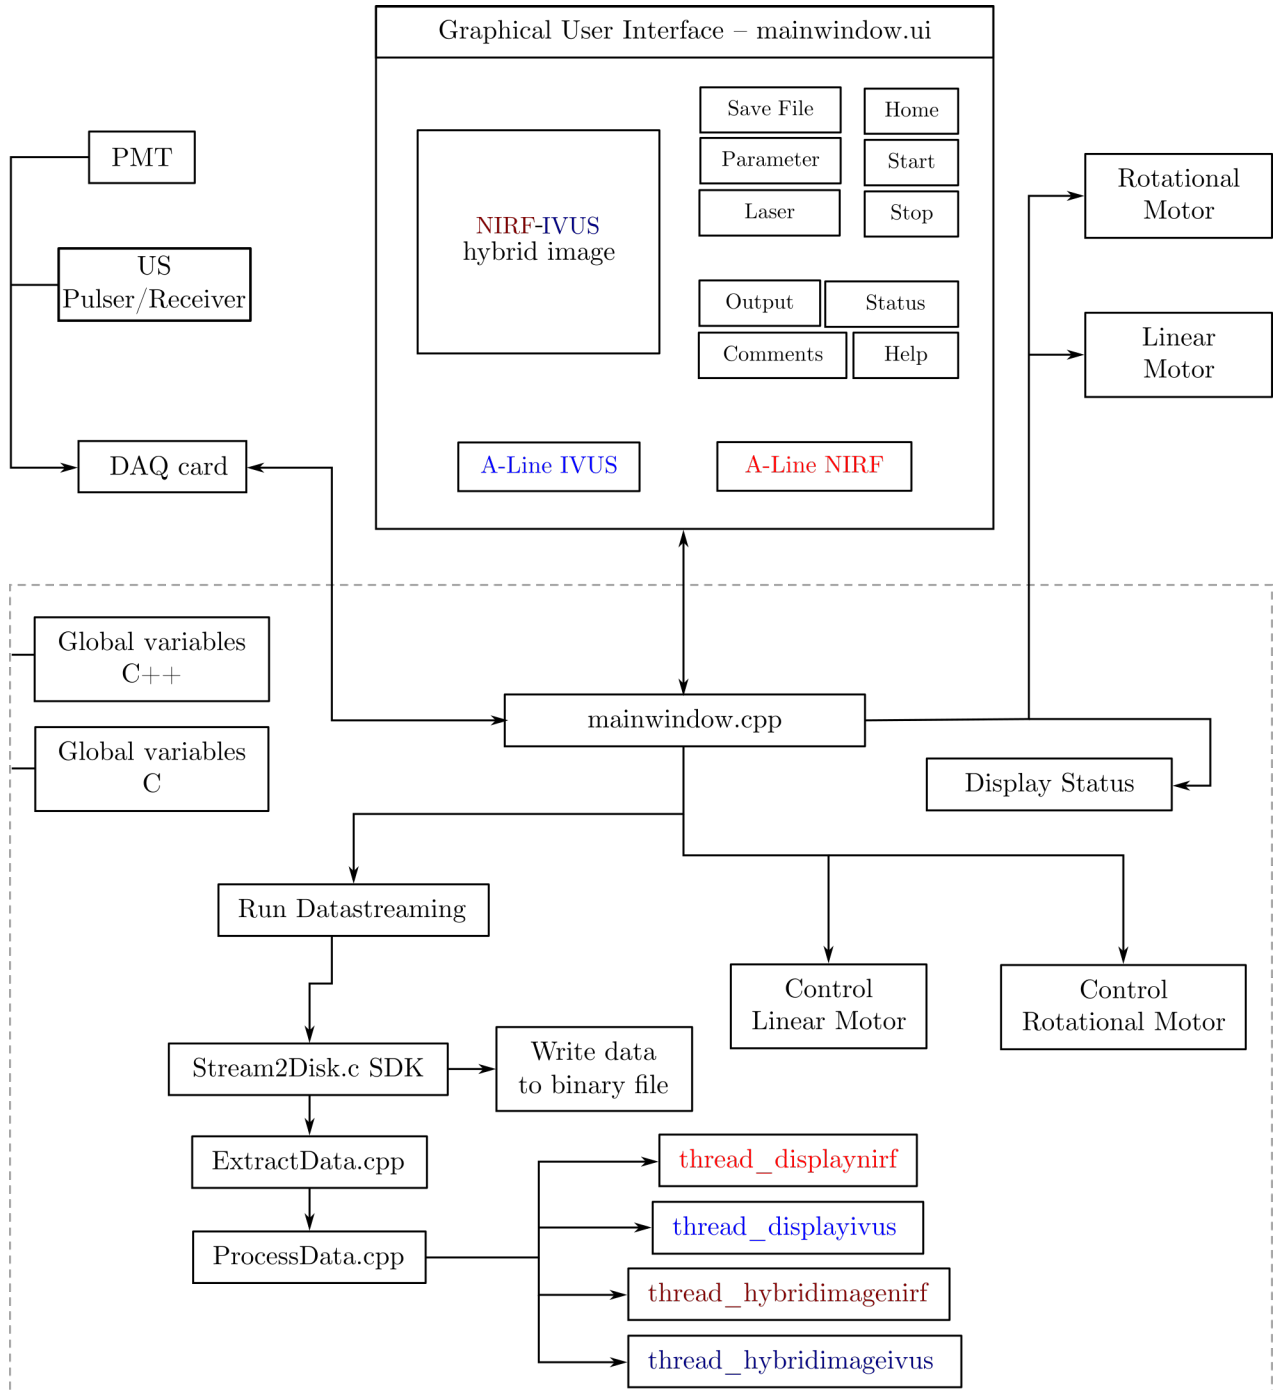 Graphical User Interface – mainwindow.ui
Save File
Home
Parameter
Start
Laser
Stop
NIRF-IVUS
hybrid image
Output
Status
Comments
Help
A-Line IVUS
A-Line NIRF
PMT
US
Pulser/Receiver
DAQ card
Rotational
Motor
Linear
Motor
Global variables
C++
Global variables
C
mainwindow.cpp
Display Status
Run Datastreaming
Control
Linear Motor
Control
Rotational Motor
Stream2Disk.c SDK
Write data
to binary file
ExtractData.cpp
ProcessData.cpp
thread_displaynirf
thread_displayivus
thread_hybridimagenirf
thread_hybridimageivus